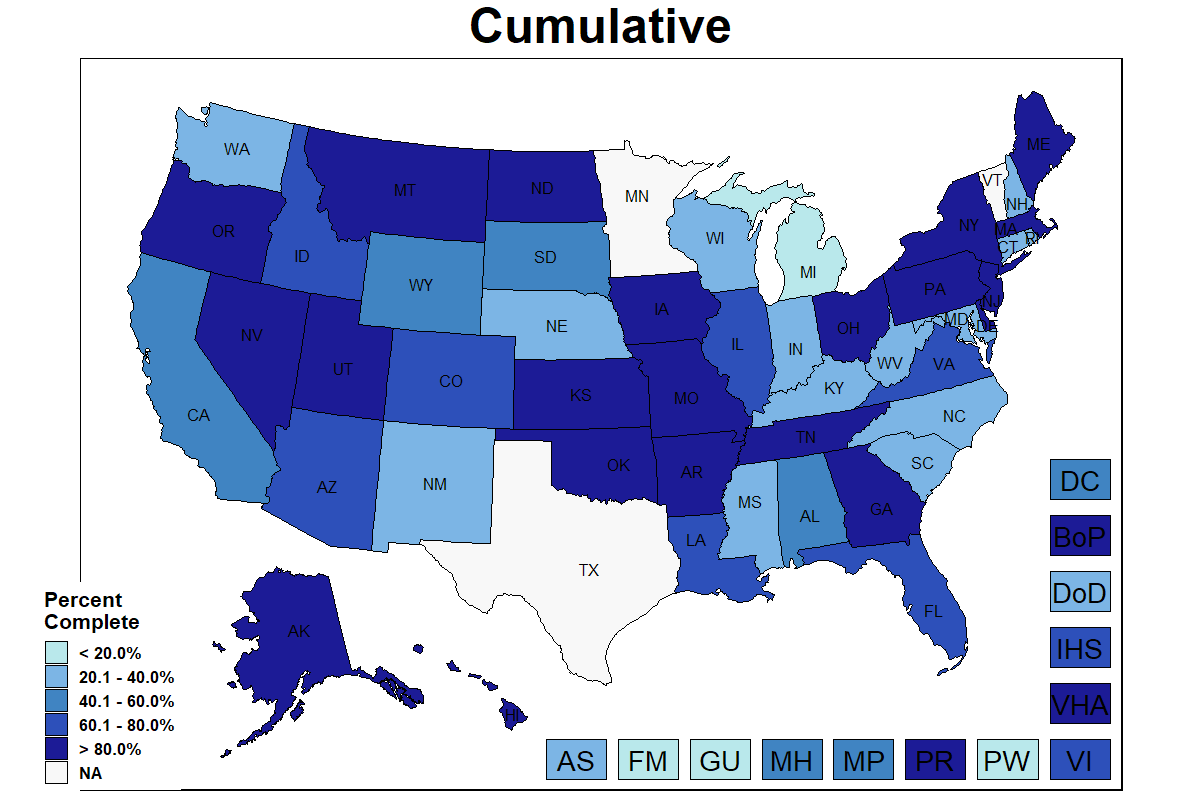 Cumulative
WA
MT
ND
MN
ME
VT
NH
OR
ID
WY
SD
WI
MI
NY
MA
RI
CT
NV
UT
CO
NE
IA
IL
IN
OH
PA
NJ
MD
DE
WV
VA
KY
CA
AZ
NM
KS
MO
OK
AR
TN
NC
SC
MS
AL
GA
LA
TX
FL
AK
HI
DC
BoP
DoD
IHS
VHA
Percent
Complete
< 20.0%
20.1 - 40.0%
40.1 - 60.0%
60.1 - 80.0%
> 80.0%
NA
AS FM GU MH MP PR PW VI